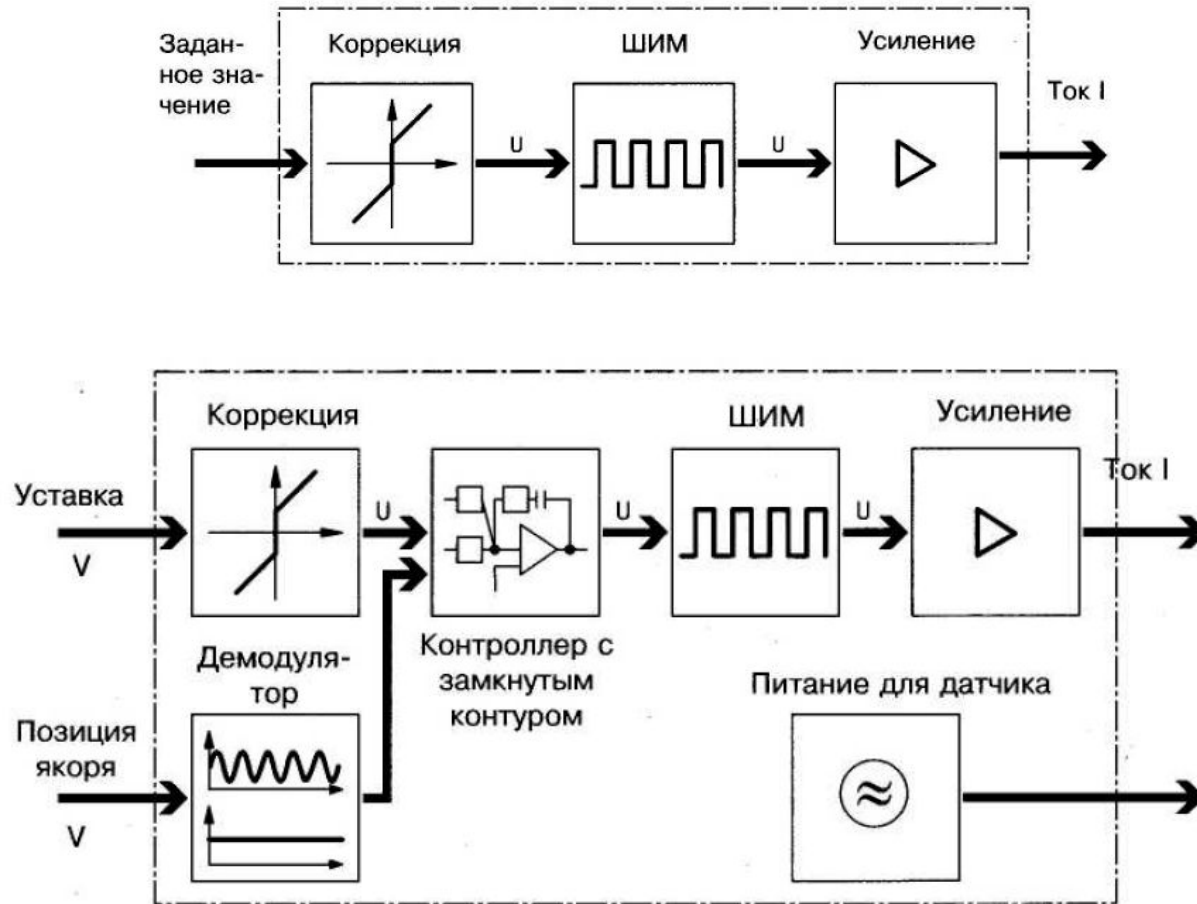 Задан-
ное зна-
чение
Коррекция
ШИМ
Усиление
Ток I
U
U
Коррекция
ШИМ
Усиление
Ток I
Уставка
V
U
U
U
Демодуля-
тор
Контроллер с
замкнутым
контуром
Питание для датчика
Позиция
якоря
V